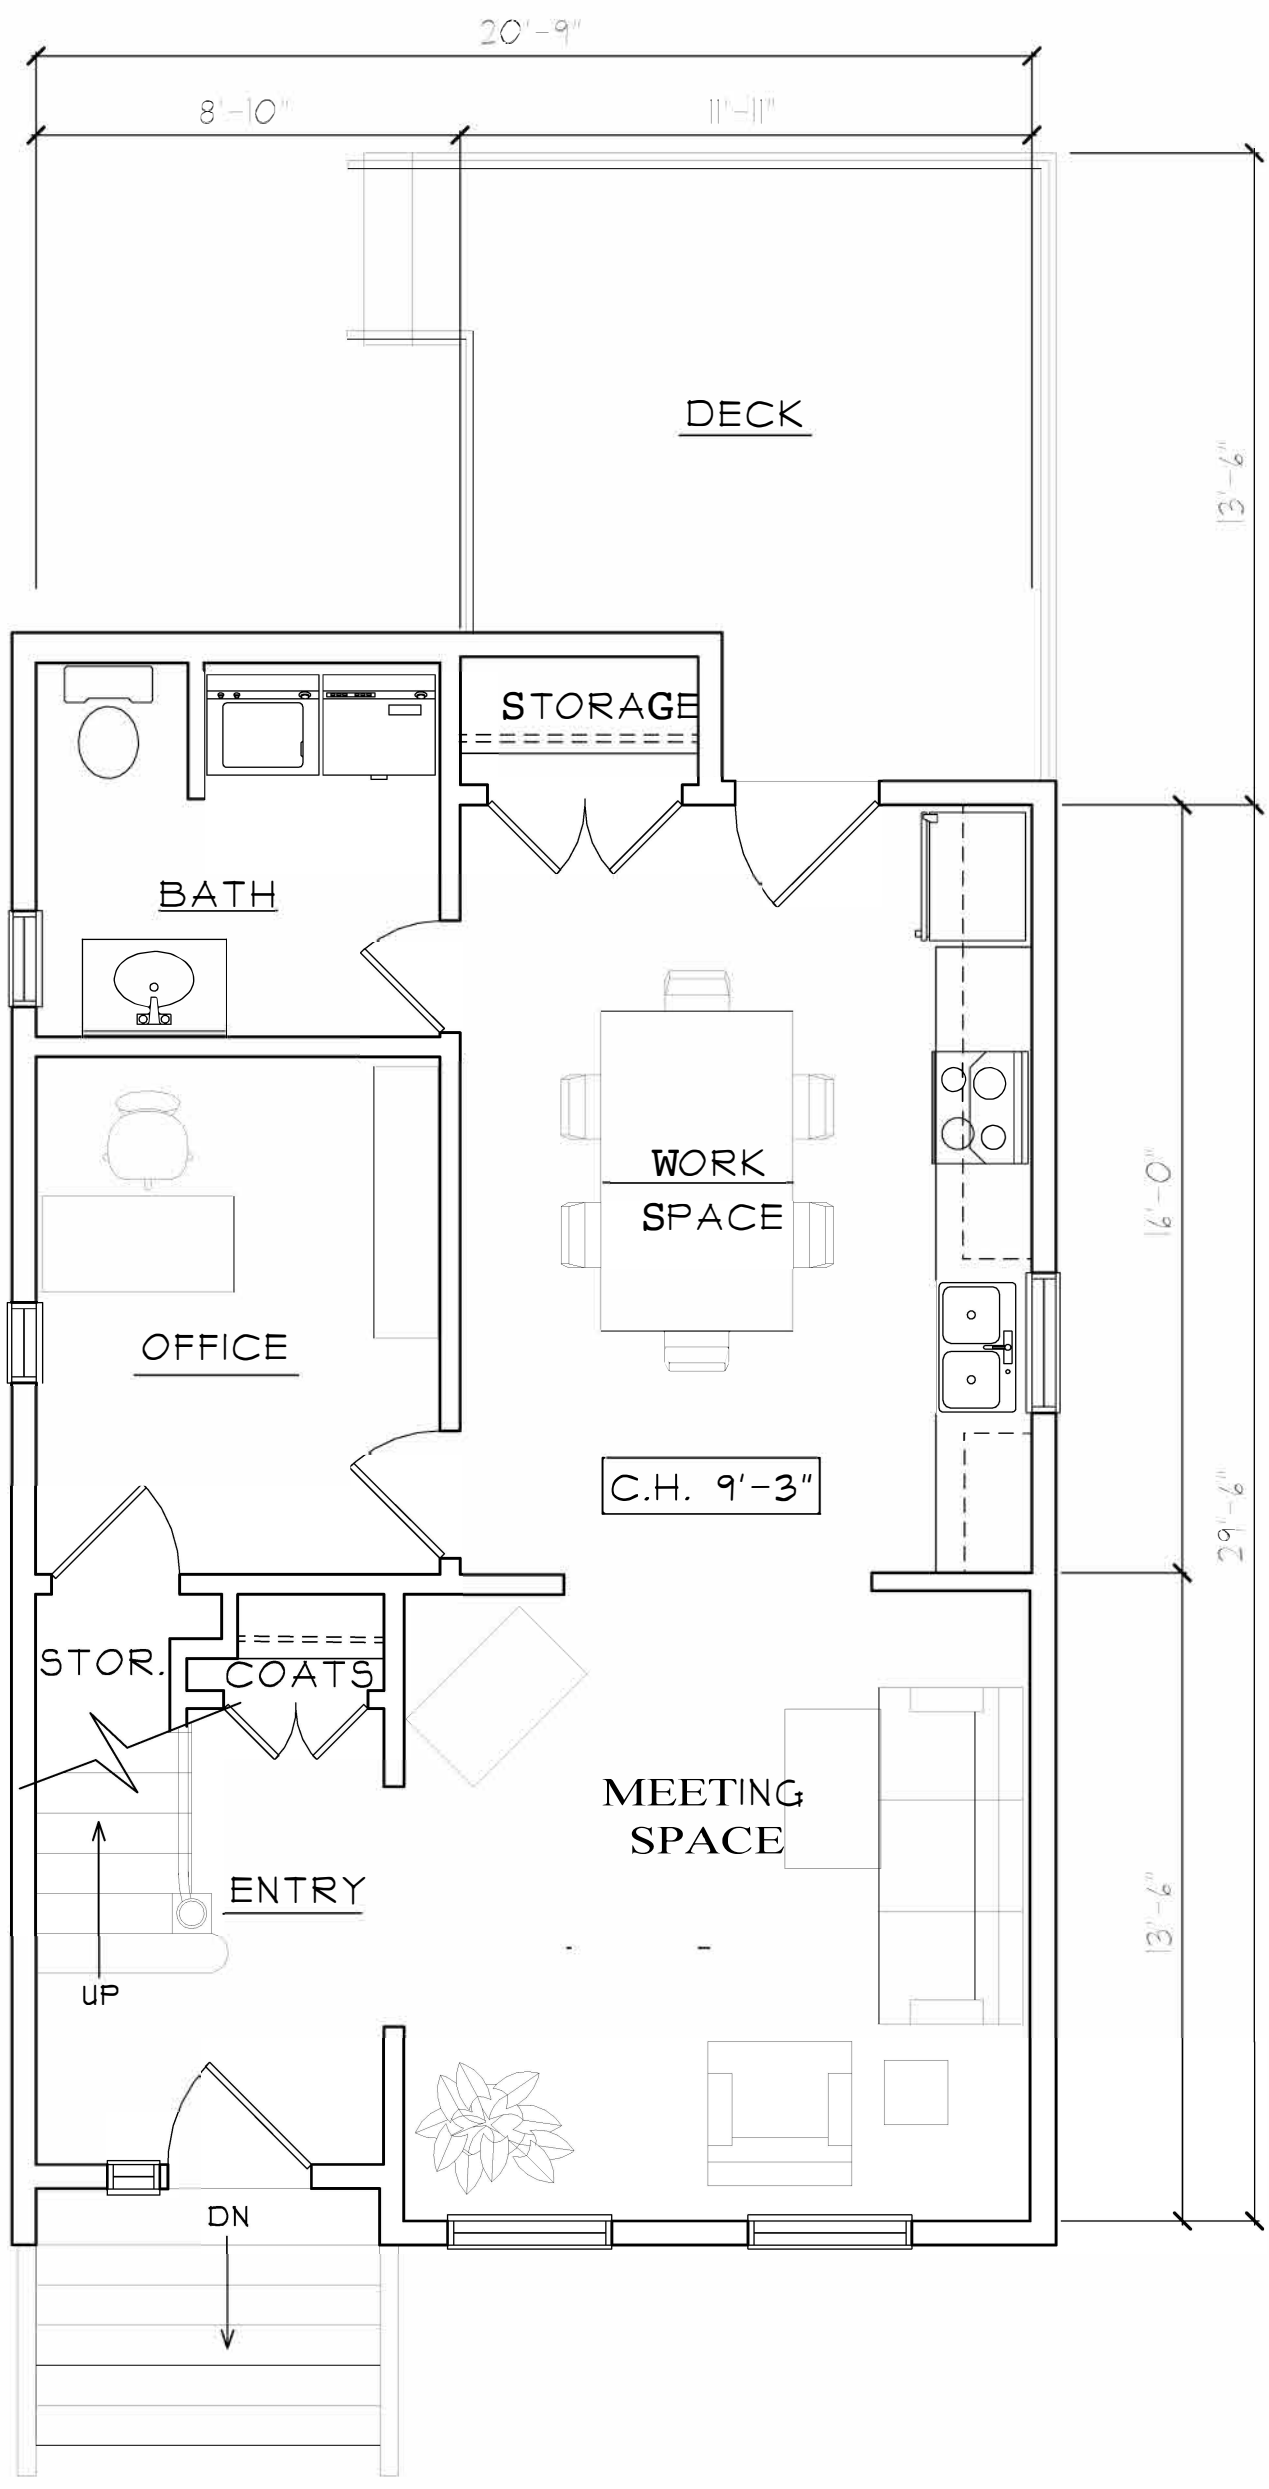 20'-9"
8'-10"
11'-11"
DECK
13'-6"
STORAGE
BATH
WORK
SPACE
16'-0"
OFFICE
C.H. 9'-3"
29'-6"
STOR.
COATS
MEETING
SPACE
ENTRY
13'-6"
UP
DN